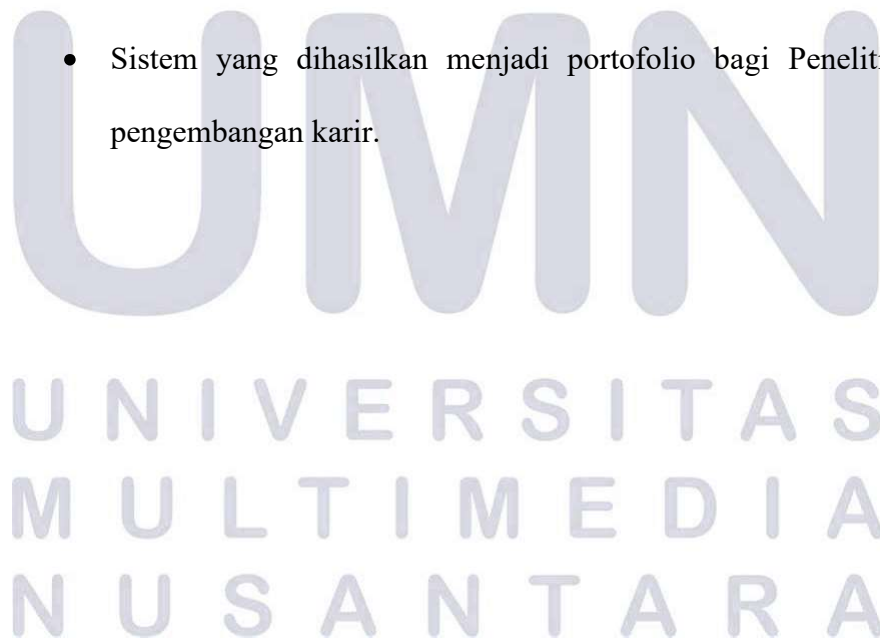 • Sistem yang dihasilkan menjadi portofolio bagi Peneliti
pengembangan karir.
UMN
UNIVERSITAS
MULTIMEDIA
NUSANTARA